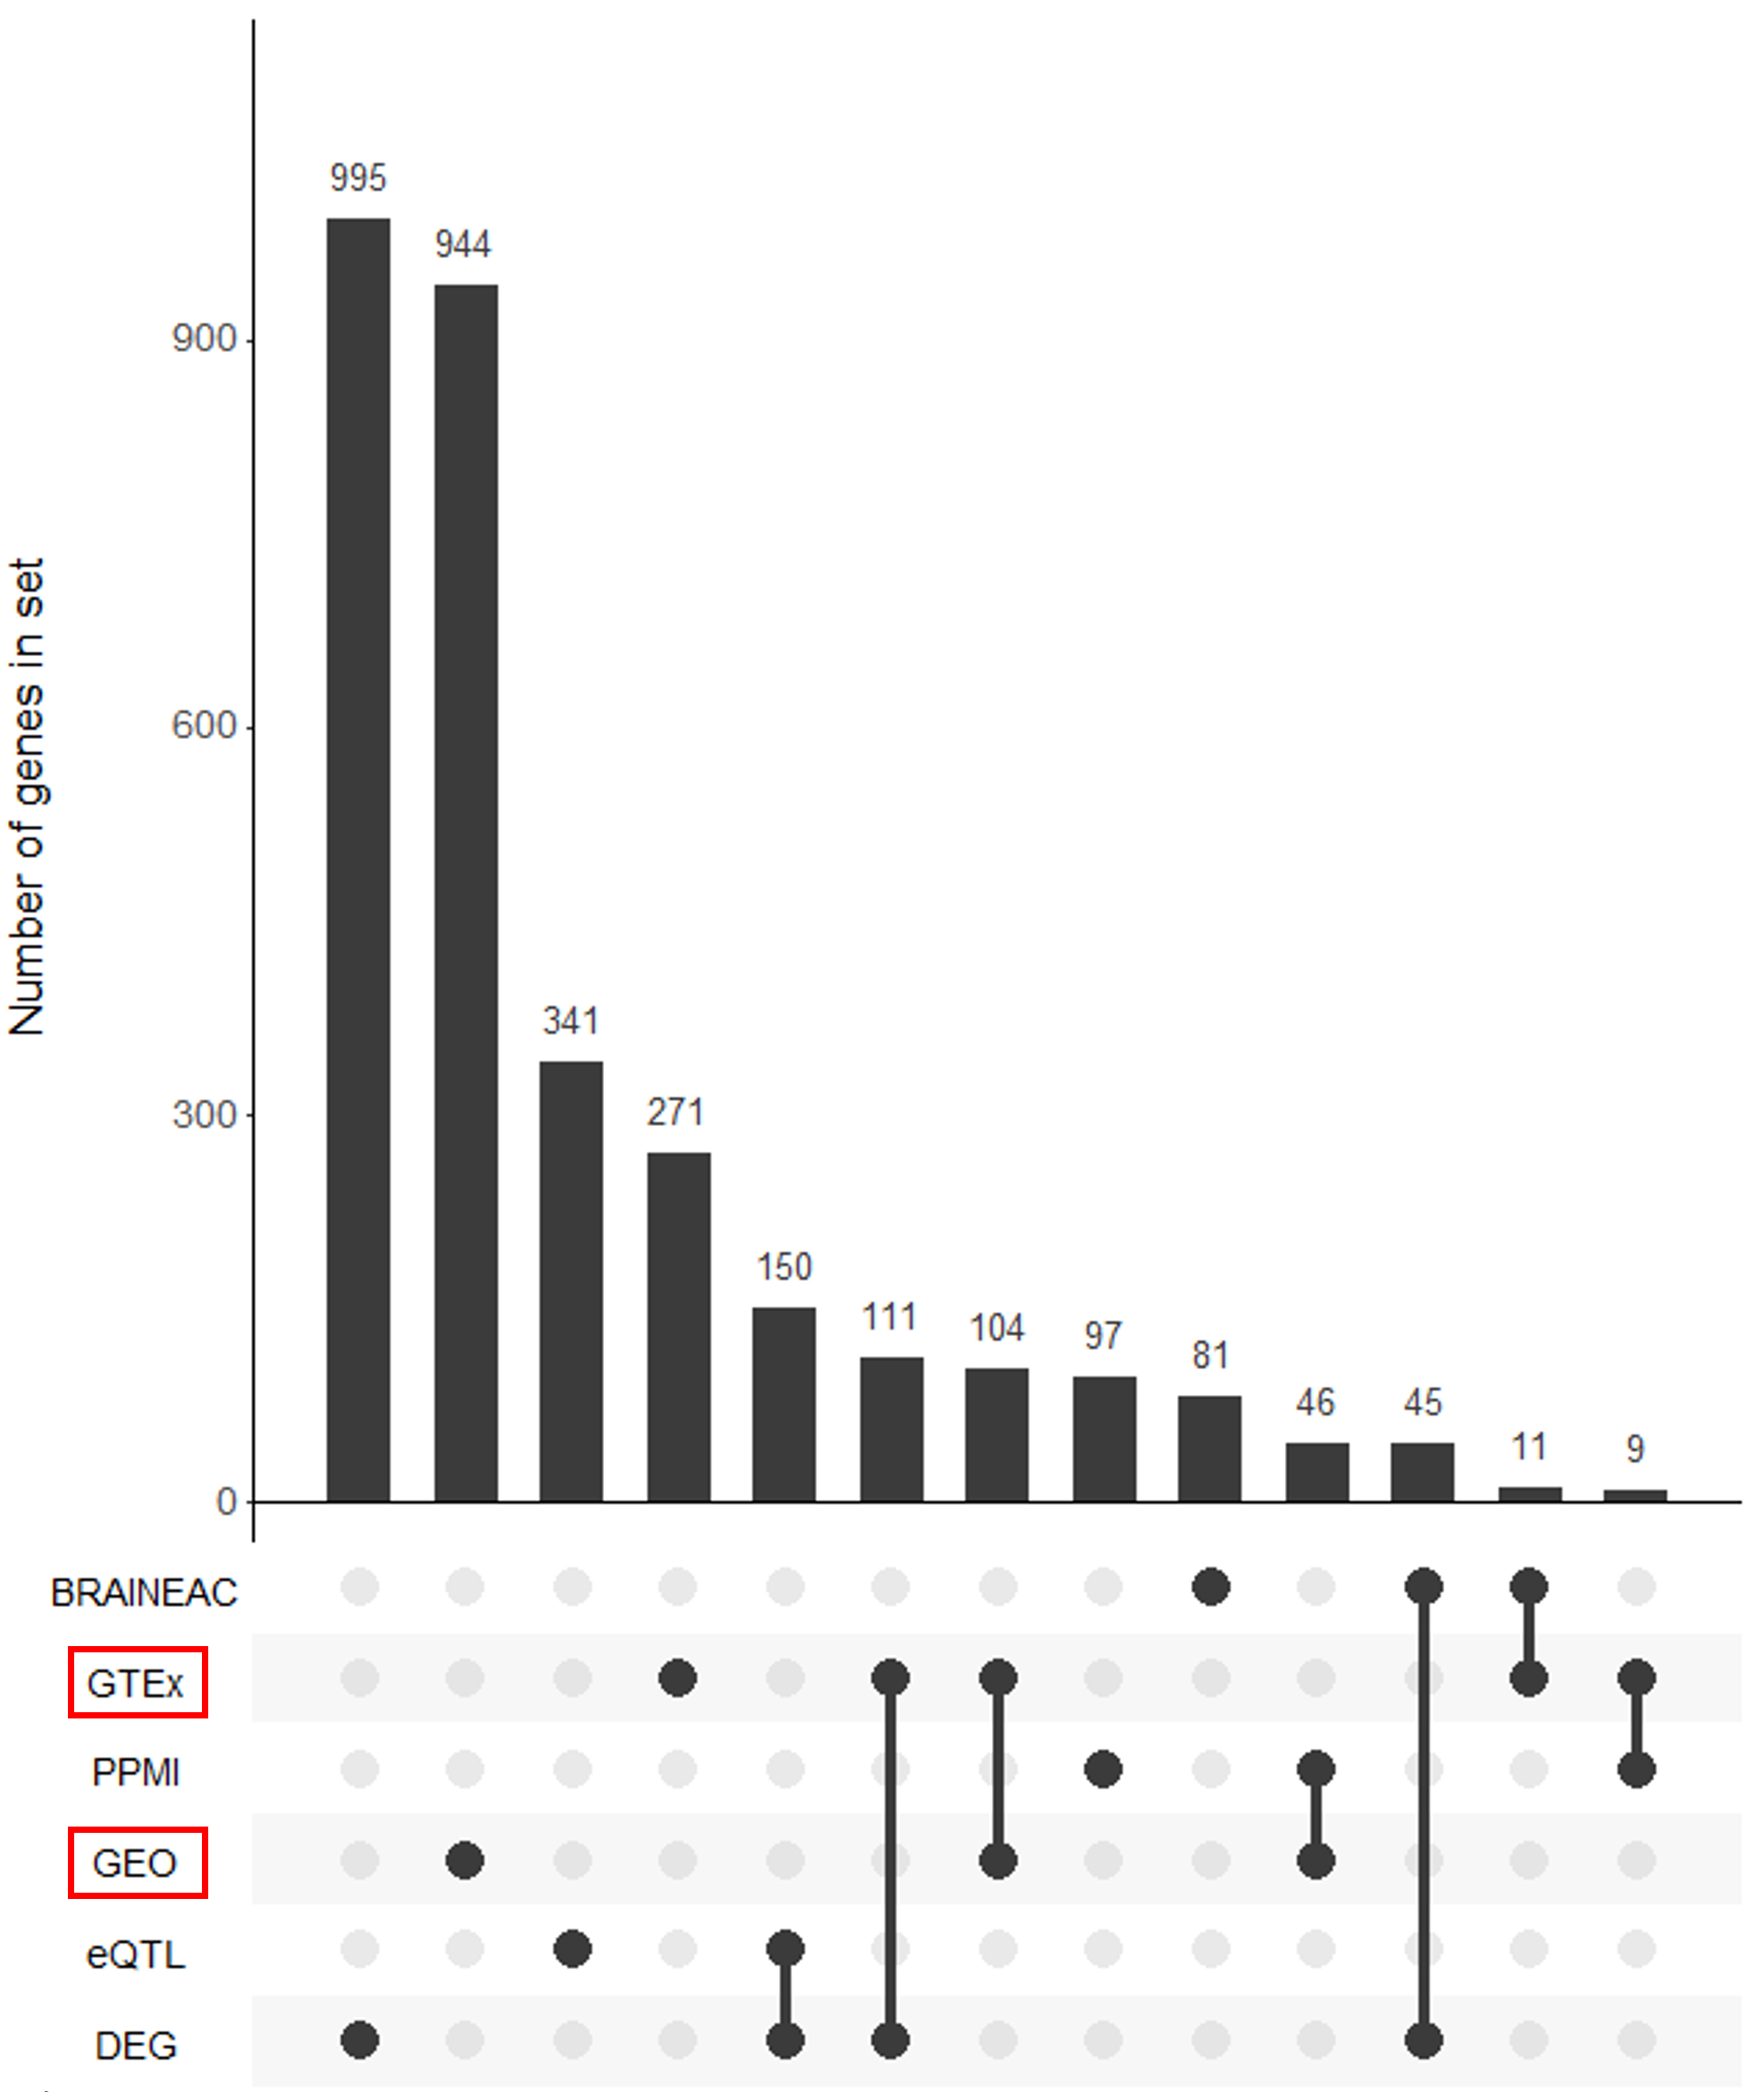 995
944
341
271
150
111
104
97
81
46
45
11
9
900
600
300
0
Number of genes in set
BRAINEAC
GTEx
PPMI
GEO
eQTL
DEG